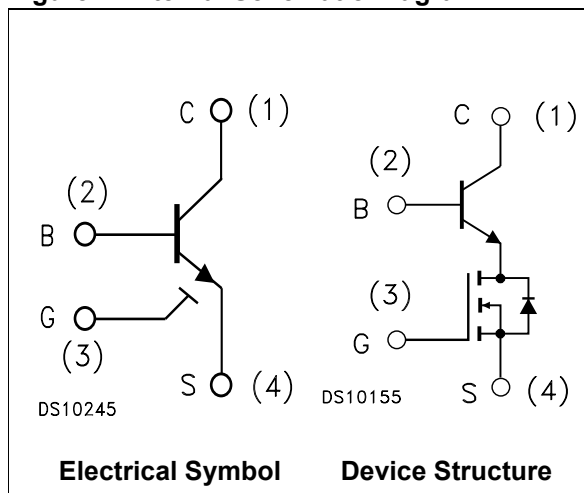 C (1)
(2)
B
G
(3)
S (4)
DS10245
Electrical Symbol
C (1)
(2)
B
(3)
G
S (4)
DS10155
Device Structure